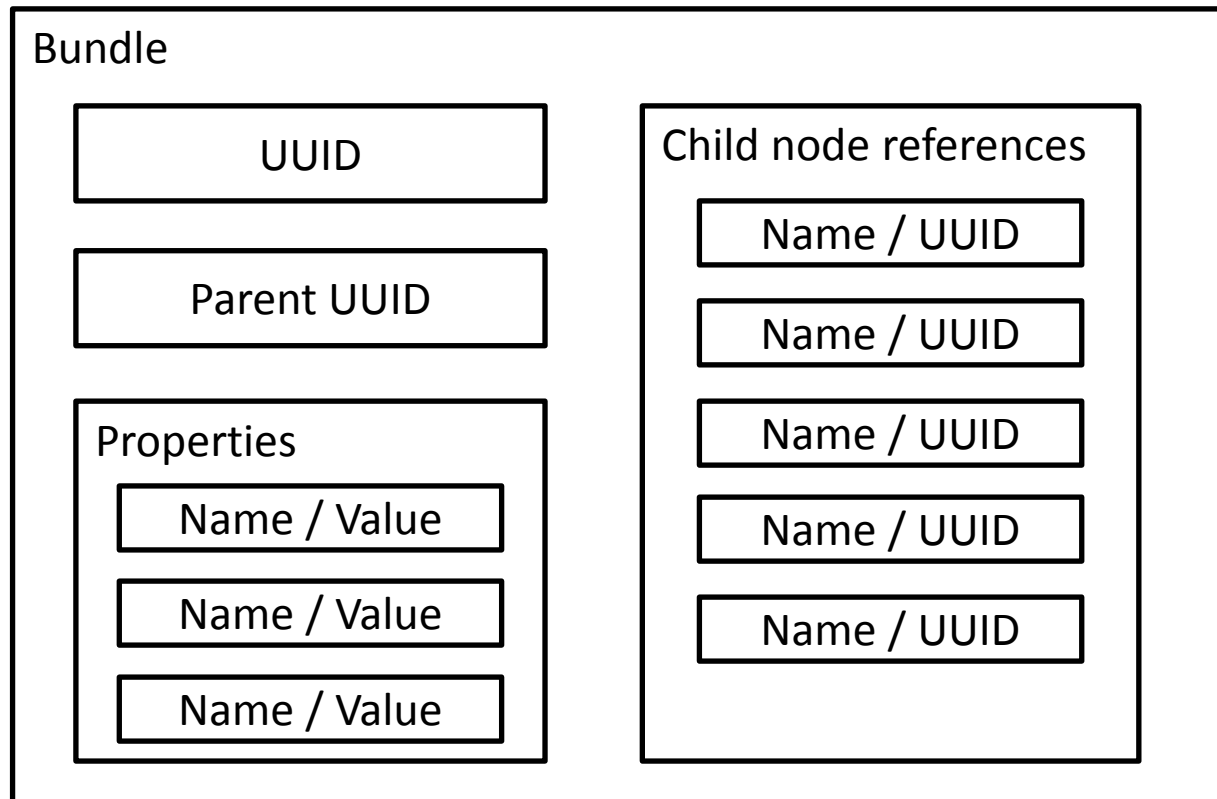 Bundle
UUID
Parent UUID
Properties
Name / Value
Name / Value
Name / Value
Child node references
Name / UUID
Name / UUID
Name / UUID
Name / UUID
Name / UUID